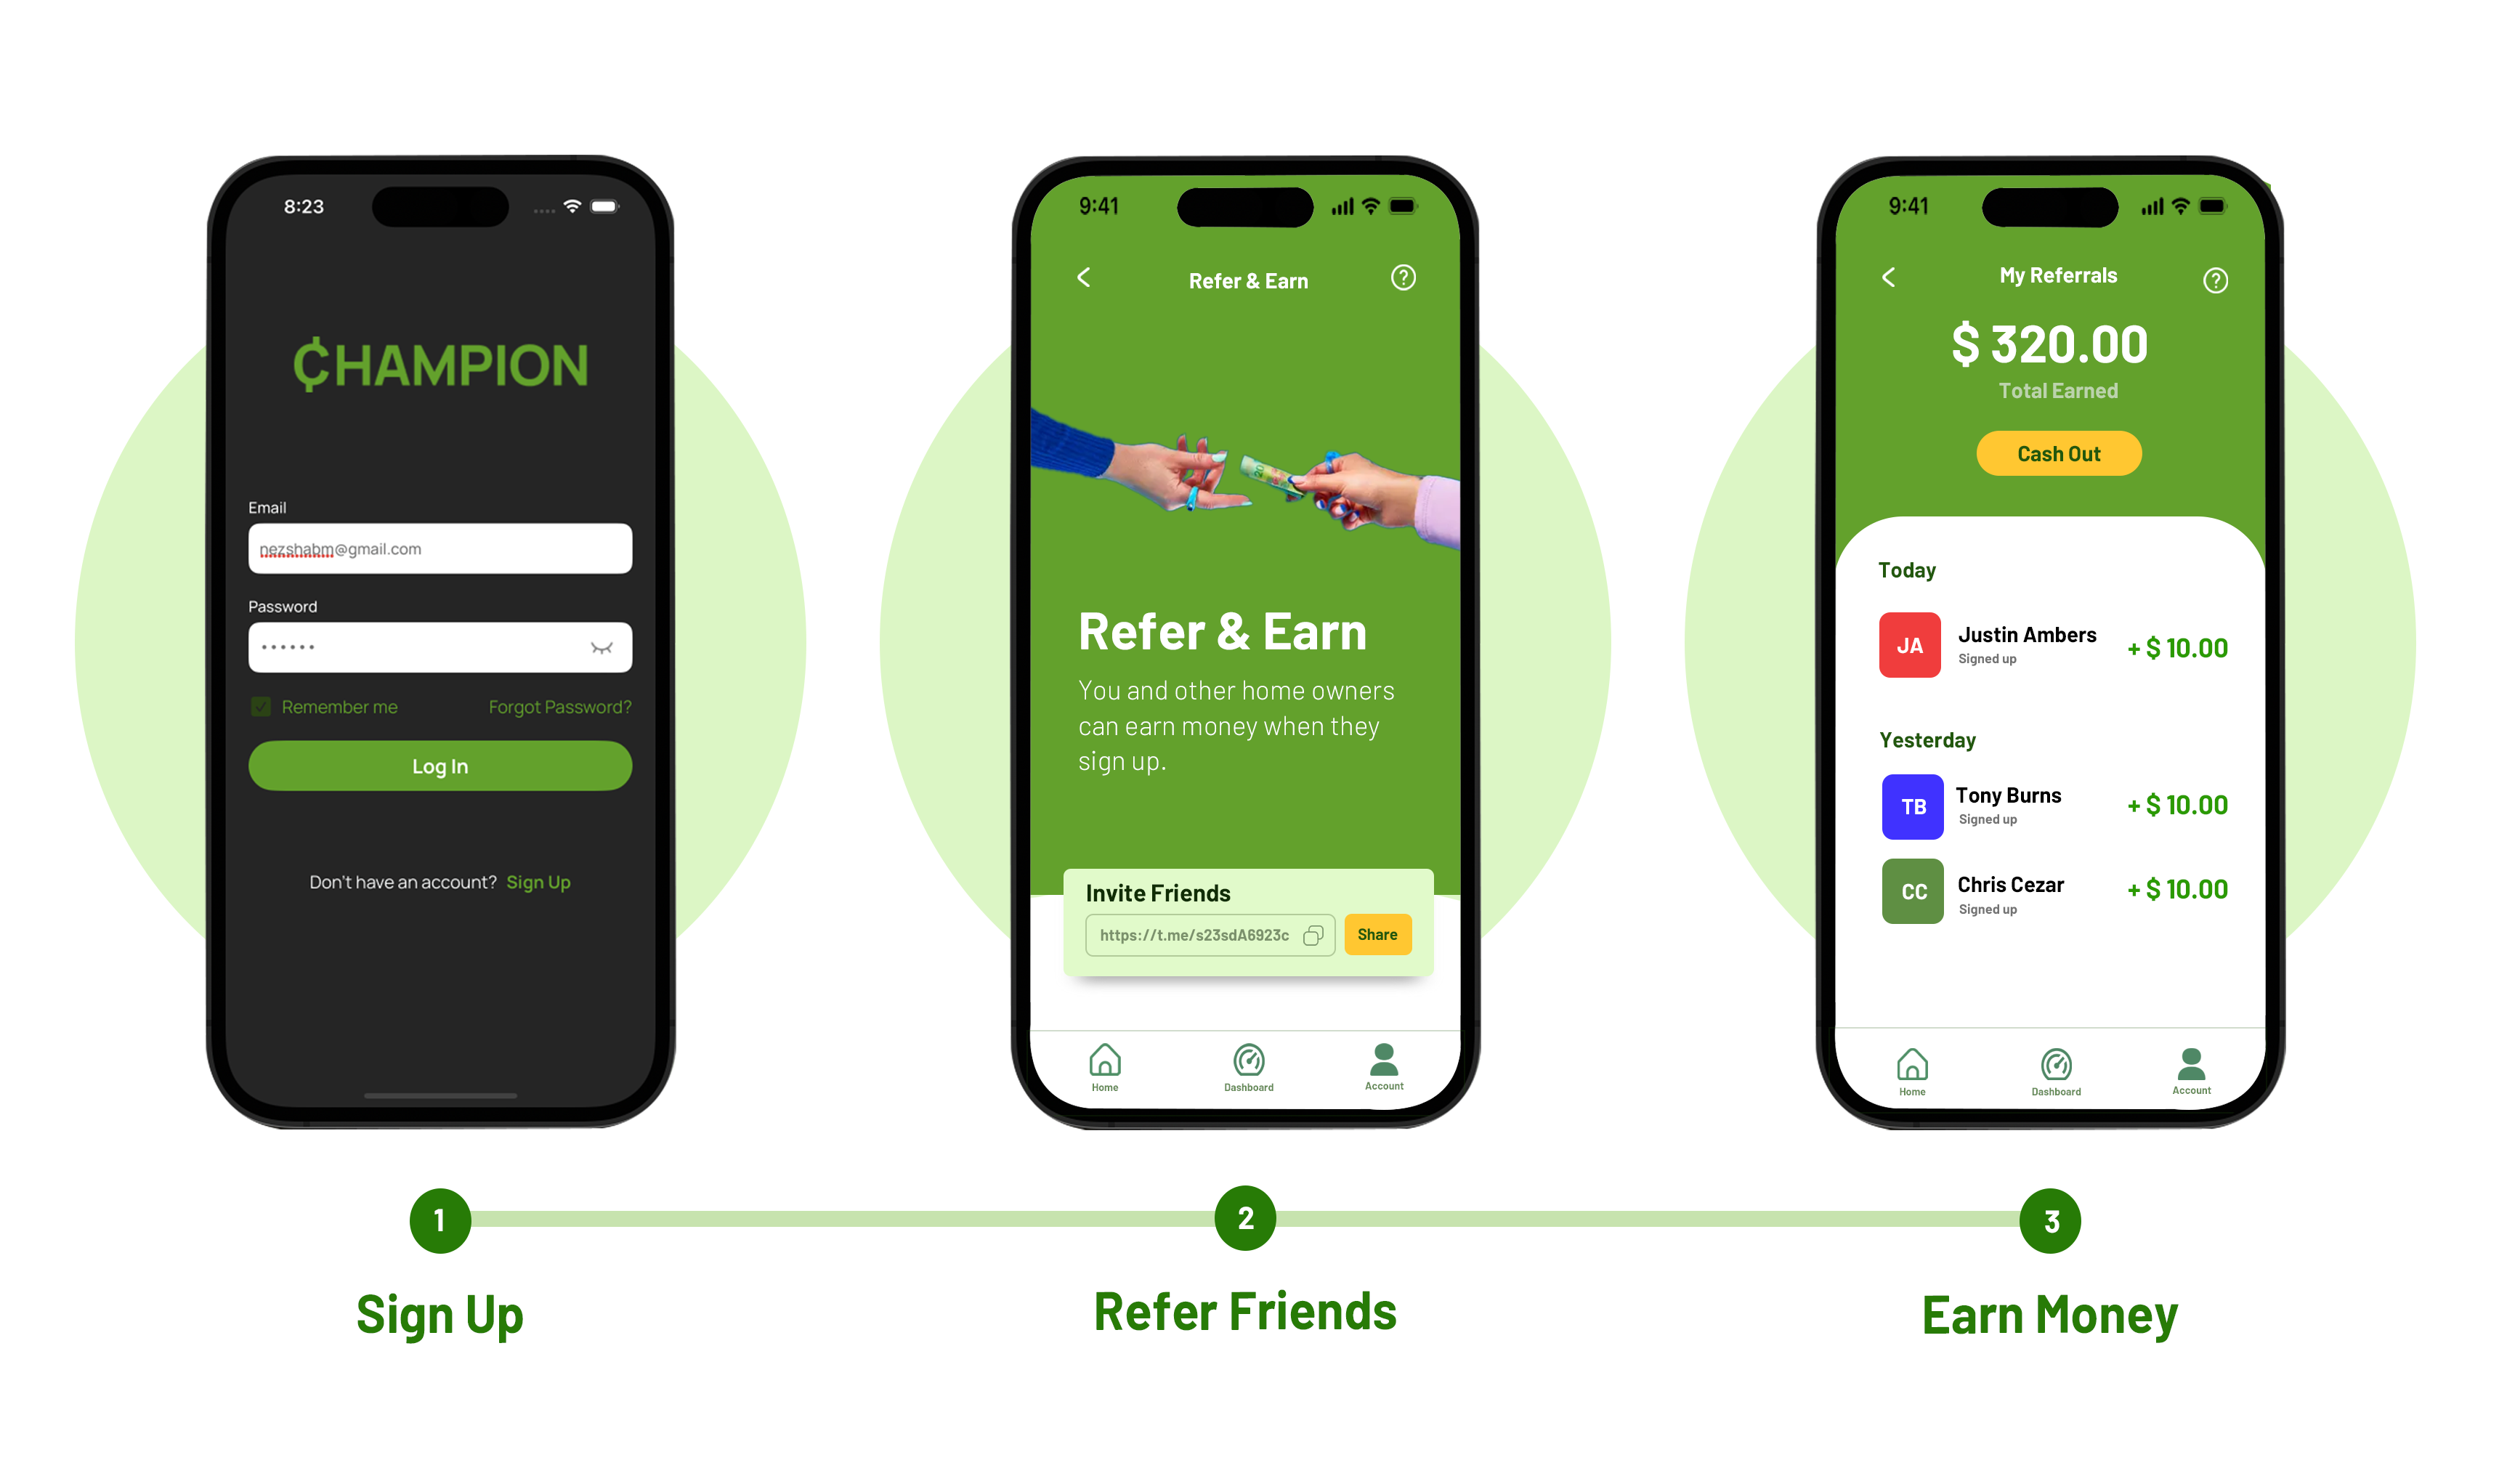 8:23
₵HAMPION
Email
nezshabm@gmail.com
Password
••••••
Remember me
Forgot Password?
Log In
Don't have an account? Sign Up
9:41
Refer & Earn
20
Refer & Earn
You and other home owners
can earn money when they
sign up.
Invite Friends
https://t.me/s23sdA6923c
Share
Home
Dashboard
Account
9:41
My Referrals
$ 320.00
Total Earned
Cash Out
Today
JA
Justin Ambers
Signed up
+ $ 10.00
Yesterday
TB
Tony Burns
Signed up
+ $ 10.00
CC
Chris Cezar
Signed up
+ $ 10.00
Home
Dashboard
Account
1
2
3
Sign Up
Refer Friends
Earn Money